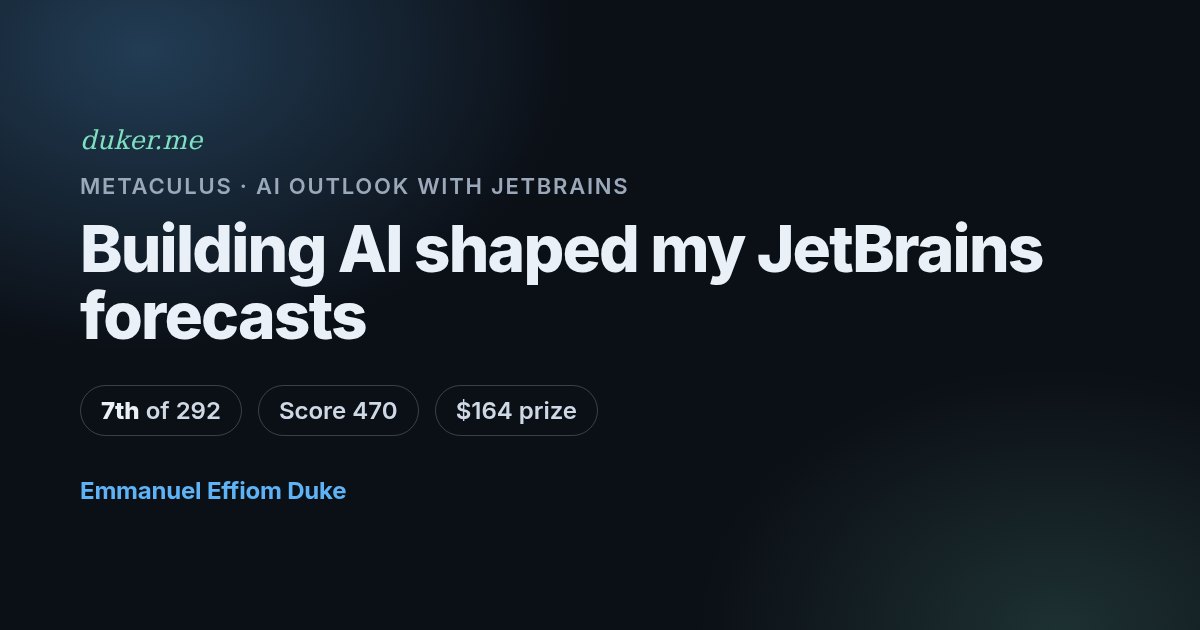 duker.me
METACULUS · AI OUTLOOK WITH JETBRAINS
Building AI shaped my JetBrains
forecasts
7th of 292 Score 470 $164 prize
Emmanuel Effiom Duke